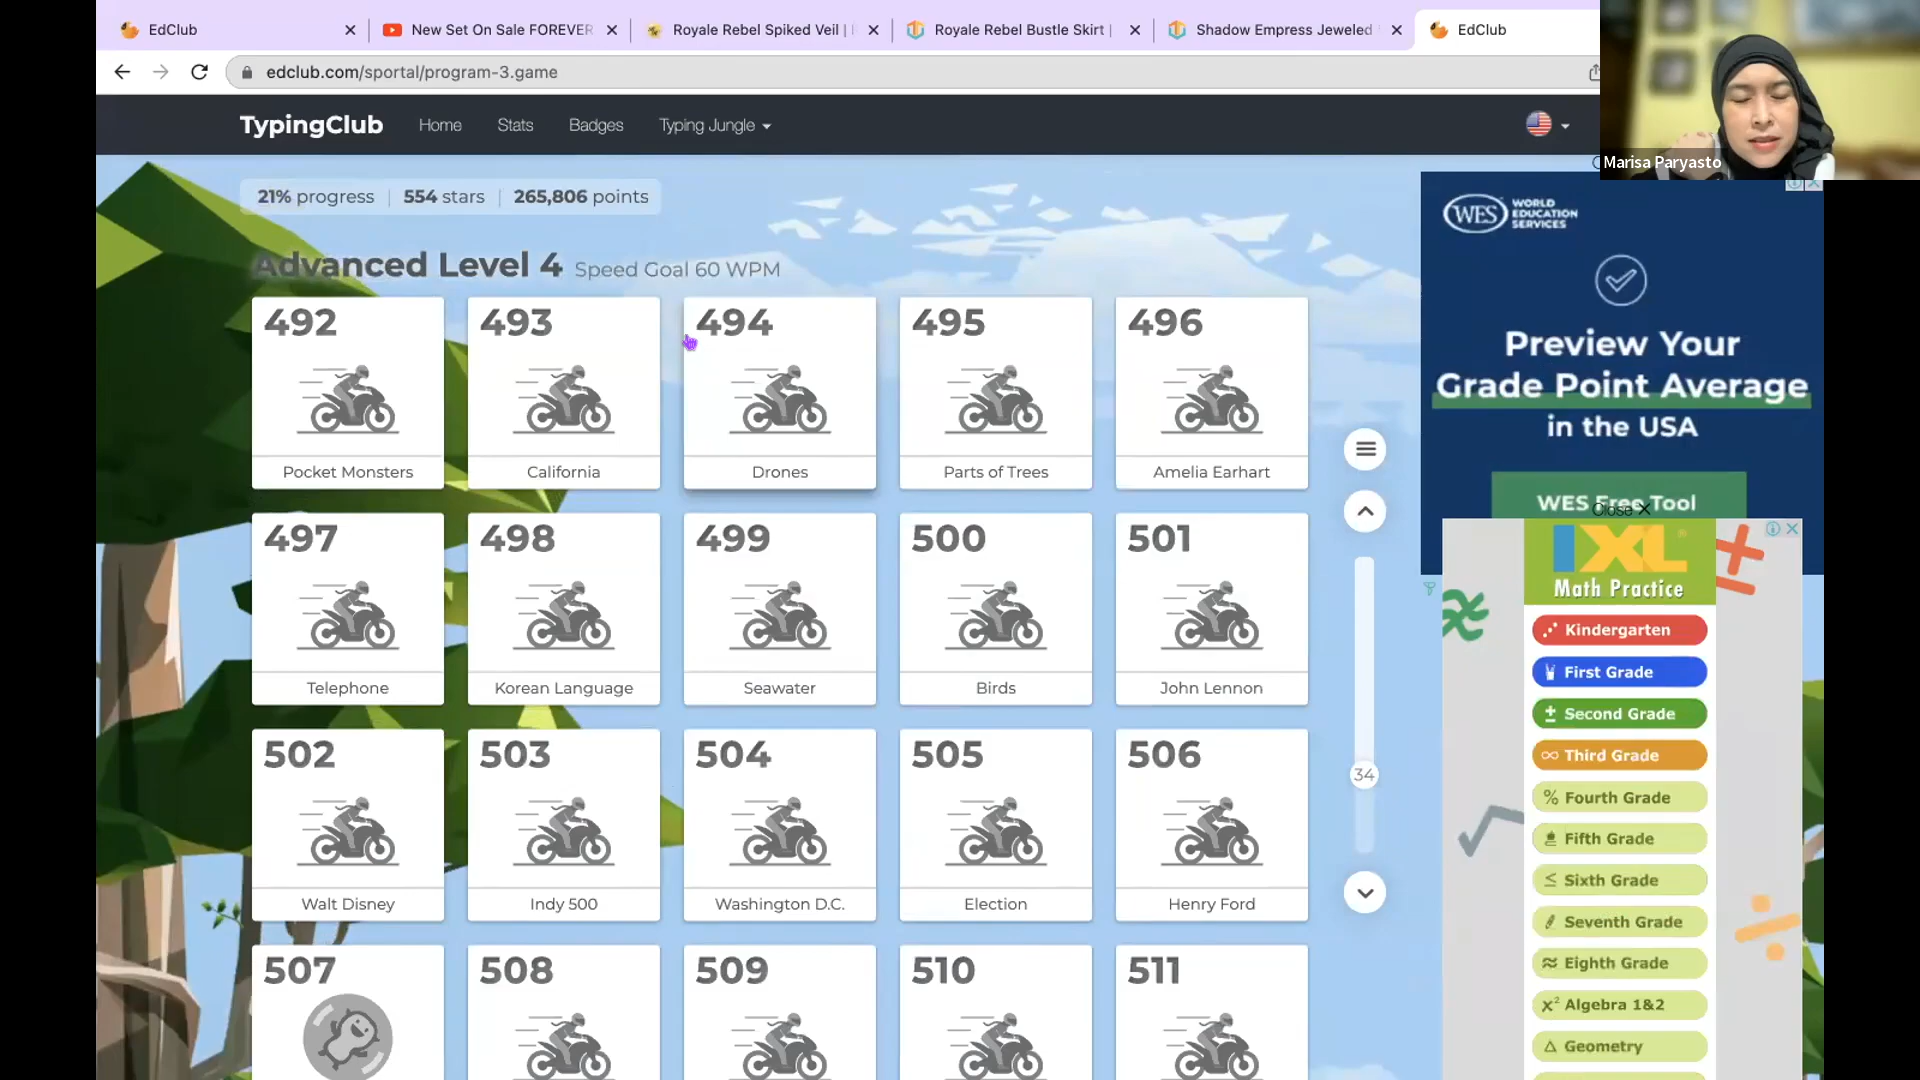 EdClub
New Set On Sale FOREVER
Royale Rebel Spiked Veil |
Royale Rebel Bustle Skirt |
Shadow Empress Jeweled
EdClub
edclub.com/sportal/program-3.game
Marisa Paryasto
TypingClub
Home
Stats
Badges
Typing Jungle
21% progress
554 stars
265,806 points
Advanced Level 4 Speed Goal 60 WPM
492
Pocket Monsters
493
California
494
Drones
495
Parts of Trees
496
Amelia Earhart
497
Telephone
498
Korean Language
499
Seawater
500
Birds
501
John Lennon
502
Walt Disney
503
Indy 500
504
Washington D.C.
505
Election
506
Henry Ford
507
508
509
510
511
34
WES
WORLD
EDUCATION
SERVICES
Preview Your
Grade Point Average
in the USA
WES Free Tool
Close X
IXL
Math Practice
Kindergarten
First Grade
± Second Grade
∞ Third Grade
% Fourth Grade
Fifth Grade
≤ Sixth Grade
Seventh Grade
≈ Eighth Grade
x² Algebra 1&2
△ Geometry